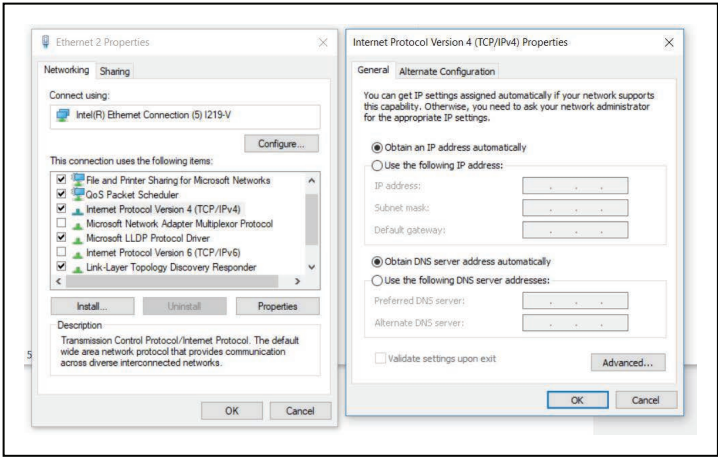 Ethernet 2 Properties
Networking Sharing
Connect using:
Intel(R) Ethernet Connection (5) I219-V
Configure...
This connection uses the following items:
File and Printer Sharing for Microsoft Networks
QoS Packet Scheduler
Internet Protocol Version 4 (TCP/IPv4)
Microsoft Network Adapter Multiplexor Protocol
Microsoft LLDP Protocol Driver
Internet Protocol Version 6 (TCP/IPv6)
Link-Layer Topology Discovery Responder
Install... Uninstall Properties
Description
Transmission Control Protocol/Internet Protocol. The default
wide area network protocol that provides communication
across diverse interconnected networks.
OK Cancel
5
Internet Protocol Version 4 (TCP/IPv4) Properties
General Alternate Configuration
You can get IP settings assigned automatically if your network supports
this capability. Otherwise, you need to ask your network administrator
for the appropriate IP settings.
Obtain an IP address automatically
Use the following IP address:
IP address:
Subnet mask:
Default gateway:
Obtain DNS server address automatically
Use the following DNS server addresses:
Preferred DNS server:
Alternate DNS server:
Validate settings upon exit
Advanced...
OK Cancel